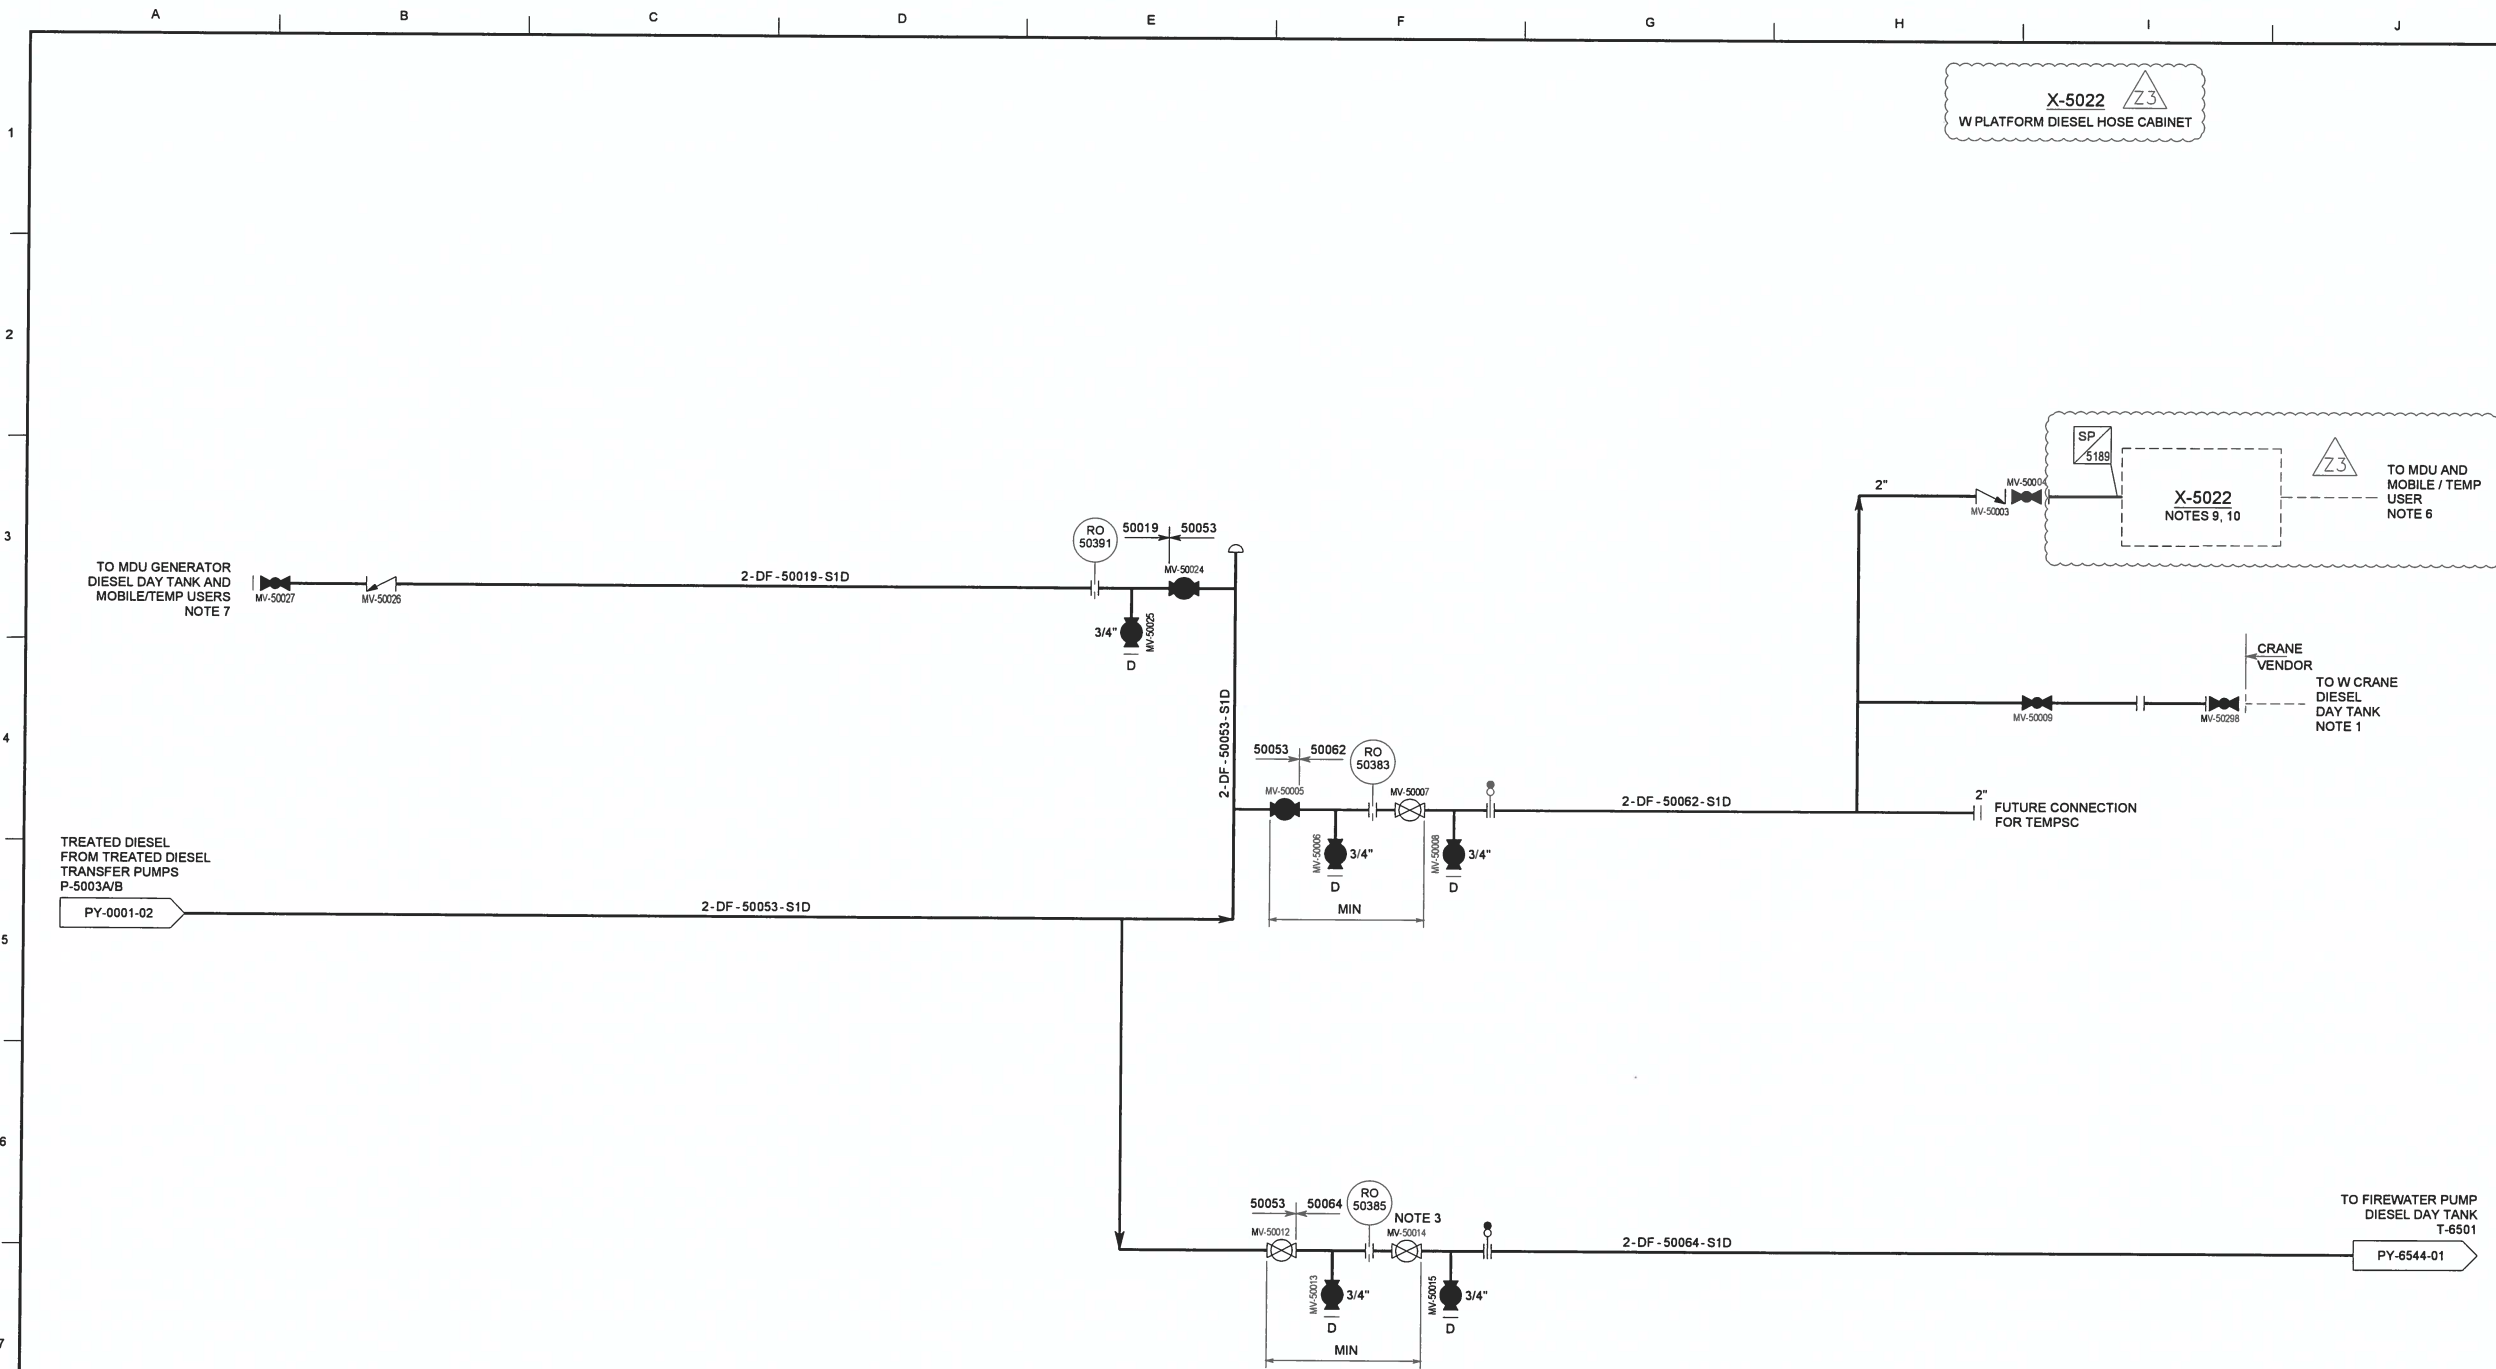 A
B
C
D
E
F
G
H
I
J
1
2
3
4
5
6
7
X-5022
Z3
W PLATFORM DIESEL HOSE CABINET
SP
5189
Z3
X-5022
NOTES 9, 10
TO MDU AND
MOBILE / TEMP
USER
NOTE 6
2"
MV-50003
MV-50004
RO
50391
50019
50053
MV-50024
TO MDU GENERATOR
DIESEL DAY TANK AND
MOBILE/TEMP USERS
NOTE 7
MV-50027
MV-50026
2-DF-50019-S1D
3/4"
MV-50025
D
2-DF-50053-S1D
CRANE
VENDOR
TO W CRANE
DIESEL
DAY TANK
NOTE 1
MV-50009
MV-50298
50053
50062
RO
50383
MV-50005
MV-50007
2-DF-50062-S1D
2"
FUTURE CONNECTION
FOR TEMPSC
MV-50006
3/4"
D
MV-50008
3/4"
D
MIN
TREATED DIESEL
FROM TREATED DIESEL
TRANSFER PUMPS
P-5003A/B
PY-0001-02
2-DF-50053-S1D
50053
50064
RO
50385
NOTE 3
MV-50012
MV-50014
2-DF-50064-S1D
TO FIREWATER PUMP
DIESEL DAY TANK
T-6501
PY-6544-01
MV-50013
3/4"
D
MV-50015
3/4"
D
MIN